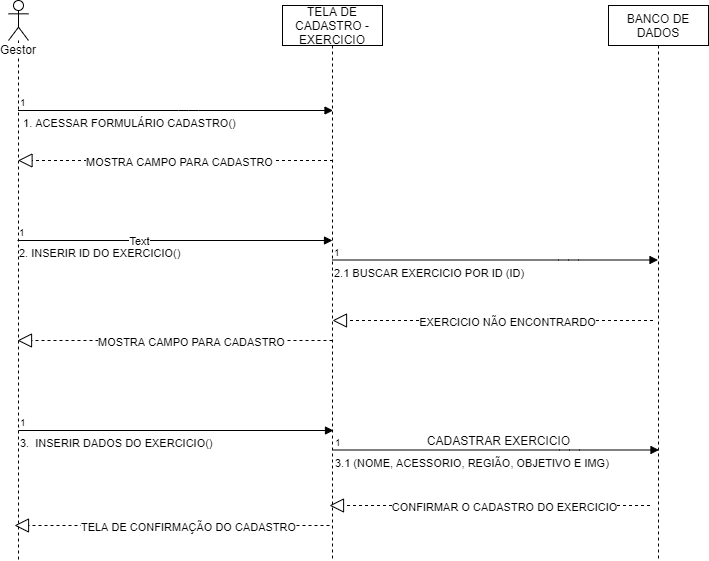 Gestor
TELA DE
CADASTRO -
EXERCICIO
BANCO DE
DADOS
1
1. ACESSAR FORMULÁRIO CADASTRO()
MOSTRA CAMPO PARA CADASTRO
1
Text
2. INSERIR ID DO EXERCICIO()
1
2.1 BUSCAR EXERCICIO POR ID (ID)
EXERCICIO NÃO ENCONTRARDO
MOSTRA CAMPO PARA CADASTRO
1
3. INSERIR DADOS DO EXERCICIO()
1
CADASTRAR EXERCICIO
3.1 (NOME, ACESSORIO, REGIÃO, OBJETIVO E IMG)
CONFIRMAR O CADASTRO DO EXERCICIO
TELA DE CONFIRMAÇÃO DO CADASTRO